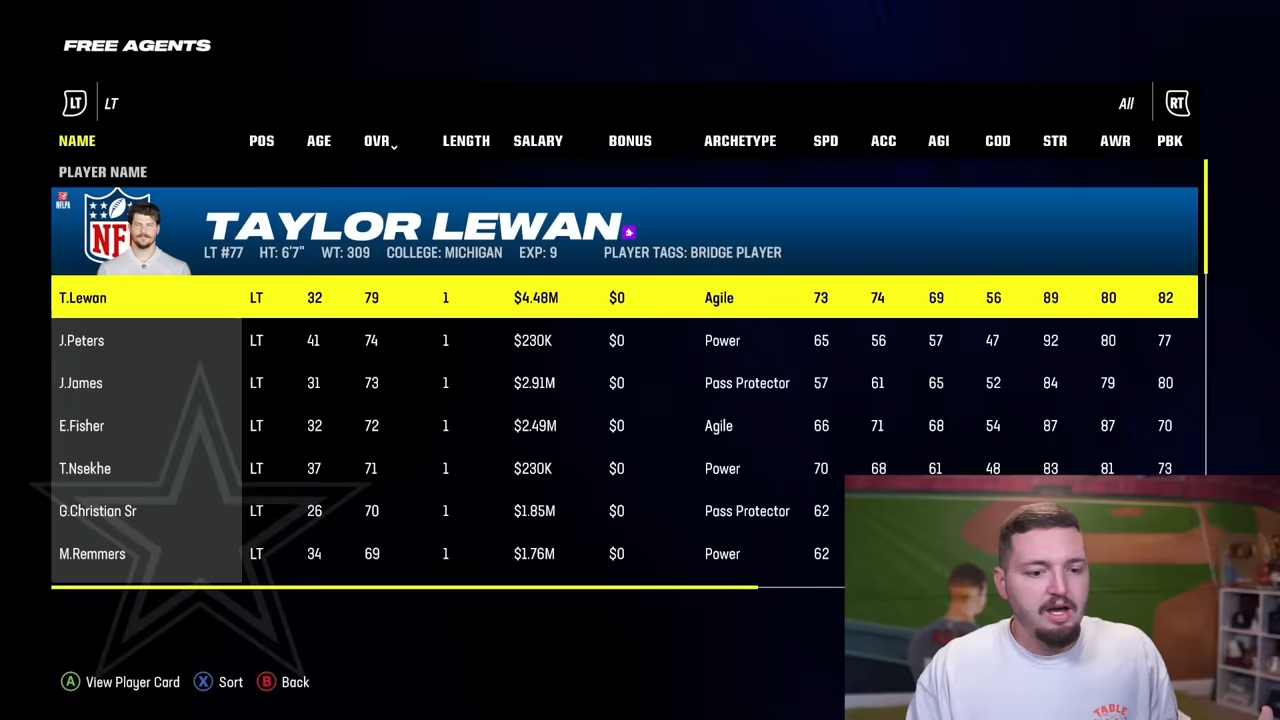 FREE AGENTS
LT LT All RT
NAME POS AGE OVR LENGTH SALARY BONUS ARCHETYPE SPD ACC AGI COD STR AWR PBK
PLAYER NAME
TAYLOR LEWAN
LT #77 HT: 6'7" WT: 309 COLLEGE: MICHIGAN EXP: 9 PLAYER TAGS: BRIDGE PLAYER
NFLPA
NF
T.Lewan LT 32 79 1 $4.48M $0 Agile 73 74 69 56 89 80 82
J.Peters LT 41 74 1 $230K $0 Power 65 56 57 47 92 80 77
J.James LT 31 73 1 $2.91M $0 Pass Protector 57 61 65 52 84 79 80
E.Fisher LT 32 72 1 $2.49M $0 Agile 66 71 68 54 87 87 70
T.Nsekhe LT 37 71 1 $230K $0 Power 70 68 61 48 83 81 73
G.Christian Sr LT 26 70 1 $1.85M $0 Pass Protector 62
M.Remmers LT 34 69 1 $1.76M $0 Power 62
A View Player Card X Sort B Back
TABLE